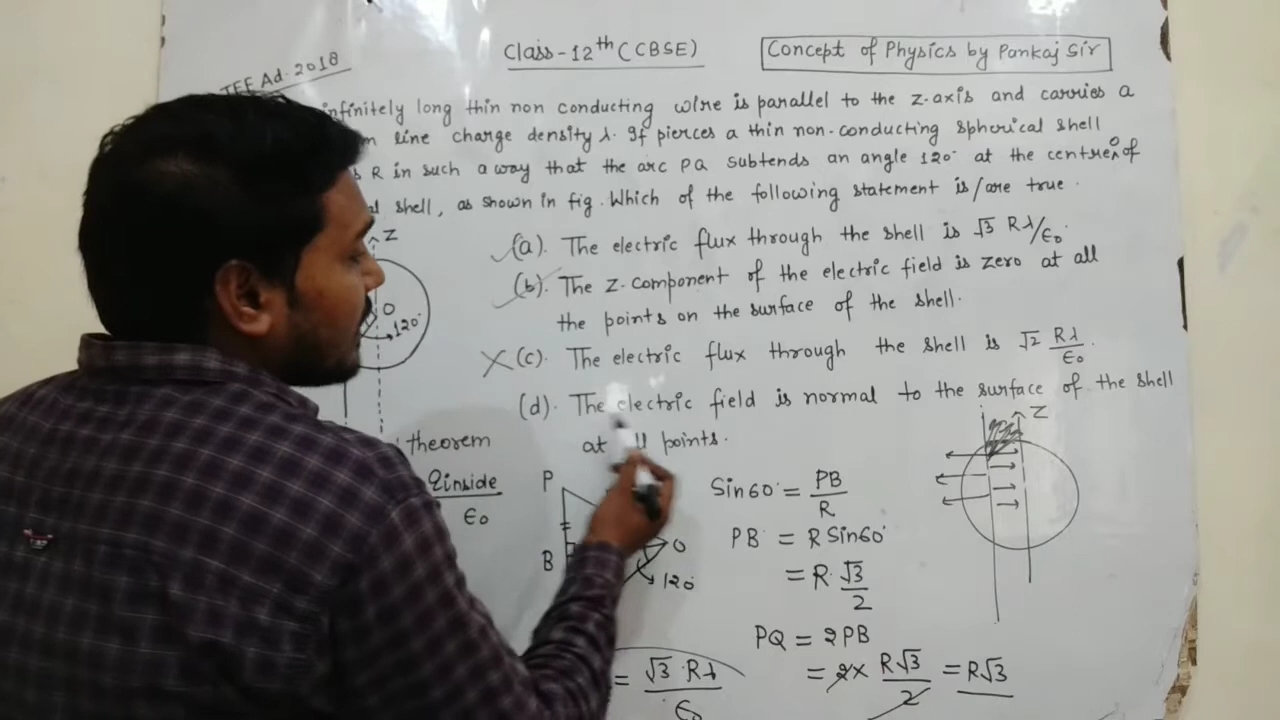 Class-12th (CBSE)
Concept of Physics by Pankaj Sir
JEE Ad. 2018
infinitely long thin non conducting wire is parallel to the z-axis and carries a
line charge density λ. If pierces a thin non-conducting spherical shell
R in such a way that the arc PQ subtends an angle 120° at the centre O of
shell, as shown in fig. Which of the following statement is/are true.
(a). The electric flux through the shell is √3 Rλ/ε₀.
(b). The z-component of the electric field is zero at all
the points on the surface of the shell.
(c). The electric flux through the shell is √2 Rλ/ε₀.
(d). The electric field is normal to the surface of the shell
at all points.
Z
O
120°
theorem
Qinside/ε₀
P
B
O
120°
Sin60° = PB/R
PB = R Sin60°
= R·√3/2
PQ = 2PB
= 2 × R√3/2 = R√3
= √3·Rλ/ε₀
Z